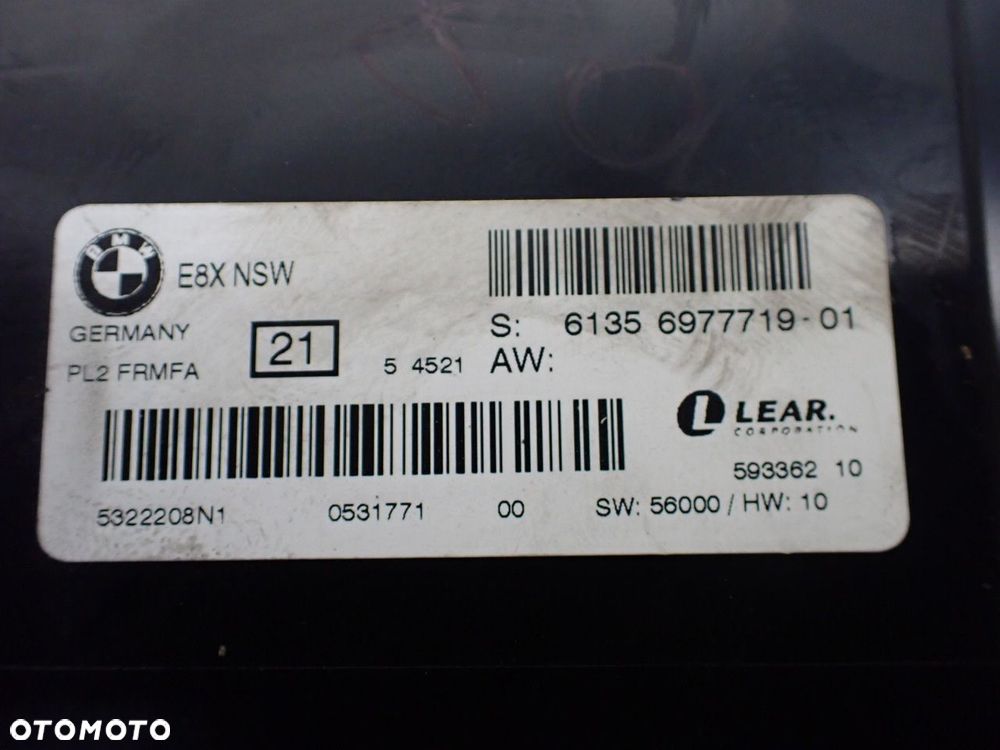 BMW
E8X NSW
GERMANY
PL2 FRMFA
21
5 4521
S: 6135 6977719-01
AW:
L LEAR.
CORPORATION
593362 10
5322208N1 0531771 00 SW: 56000 / HW: 10
OTOMOTO